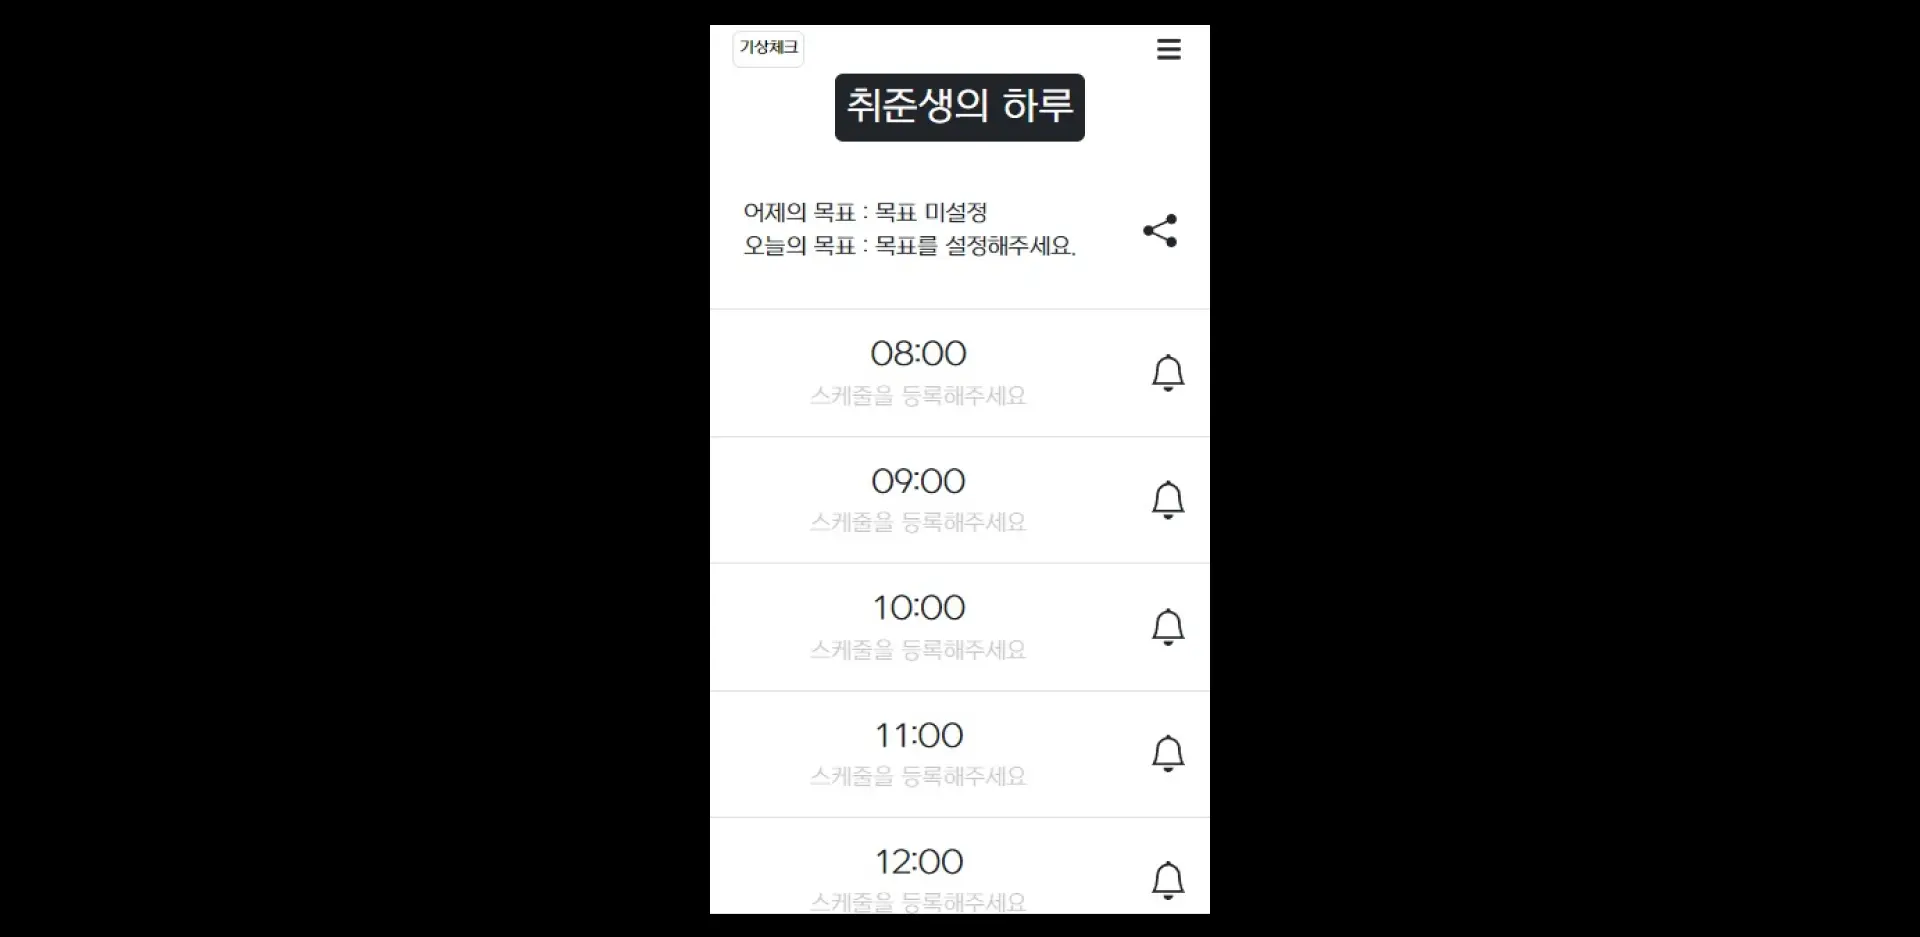 기상체크
취준생의 하루
어제의 목표 : 목표 미설정
오늘의 목표 : 목표를 설정해주세요.
08:00
스케줄을 등록해주세요
09:00
스케줄을 등록해주세요
10:00
스케줄을 등록해주세요
11:00
스케줄을 등록해주세요
12:00
스케줄을 등록해주세요